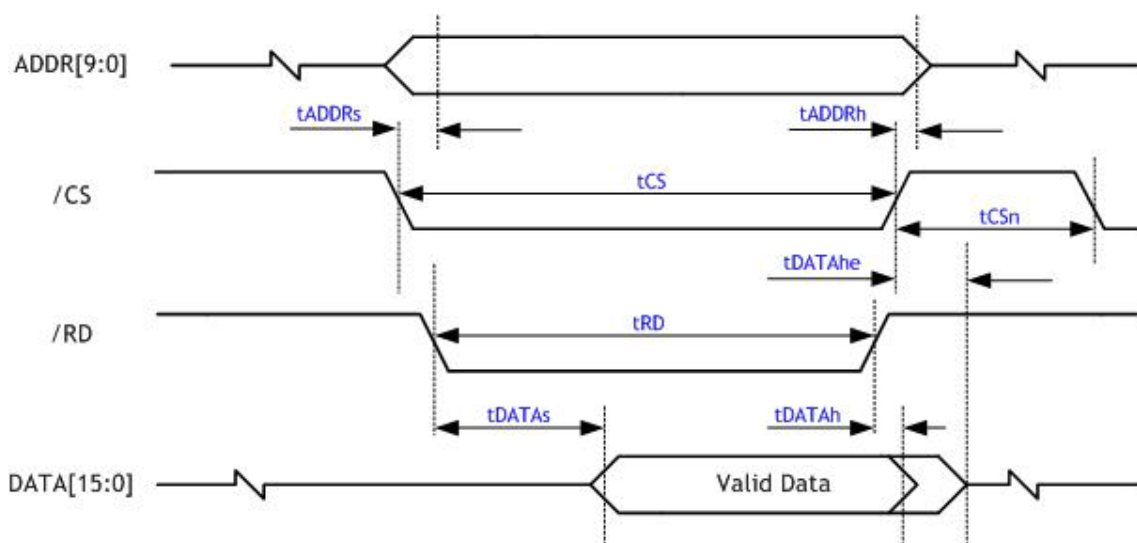 ADDR[9:0]
tADDRs
tADDRh
/CS
tCS
tCSn
tDATAhe
/RD
tRD
tDATAs
tDATAh
DATA[15:0]
Valid Data